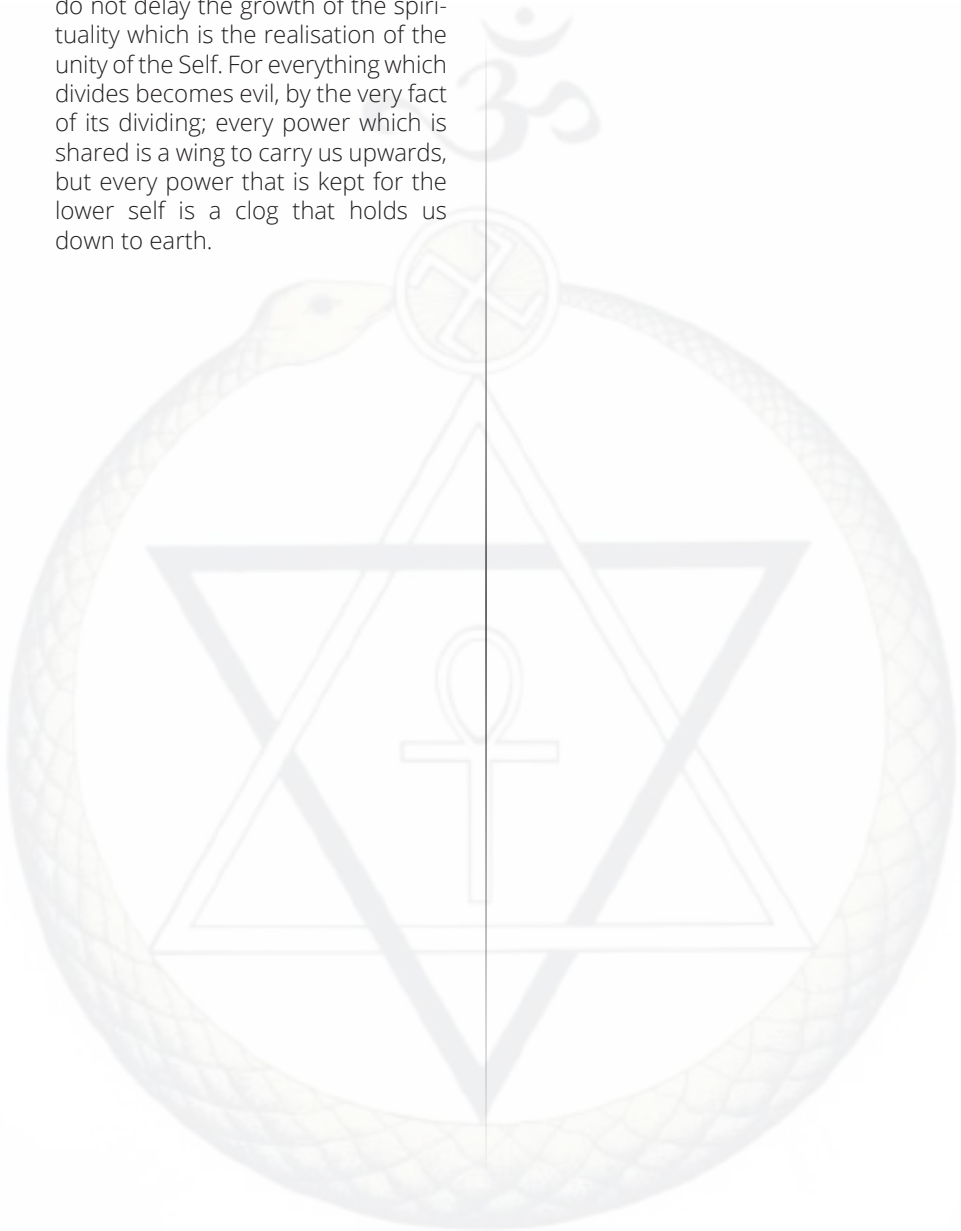 do not delay the growth of the spiri-
tuality which is the realisation of the
unity of the Self. For everything which
divides becomes evil, by the very fact
of its dividing; every power which is
shared is a wing to carry us upwards,
but every power that is kept for the
lower self is a clog that holds us
down to earth.
ॐ